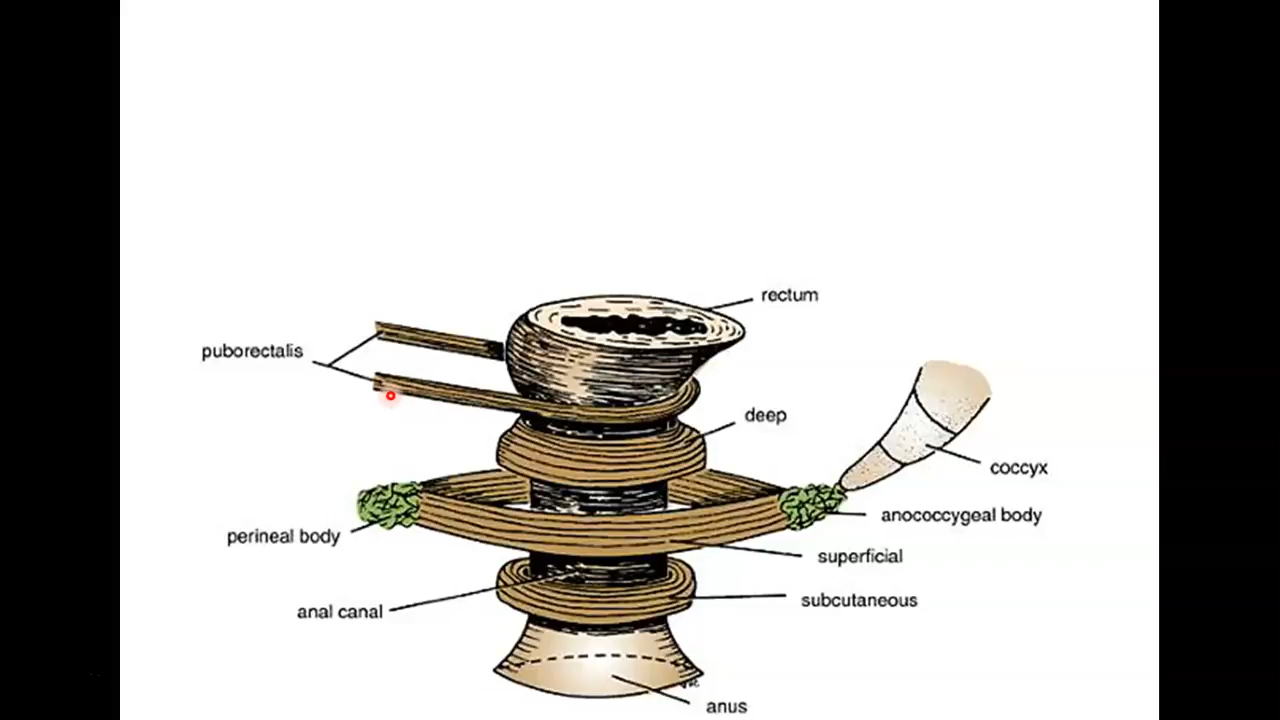 rectum
puborectalis
deep
coccyx
anococcygeal body
perineal body
superficial
subcutaneous
anal canal
anus